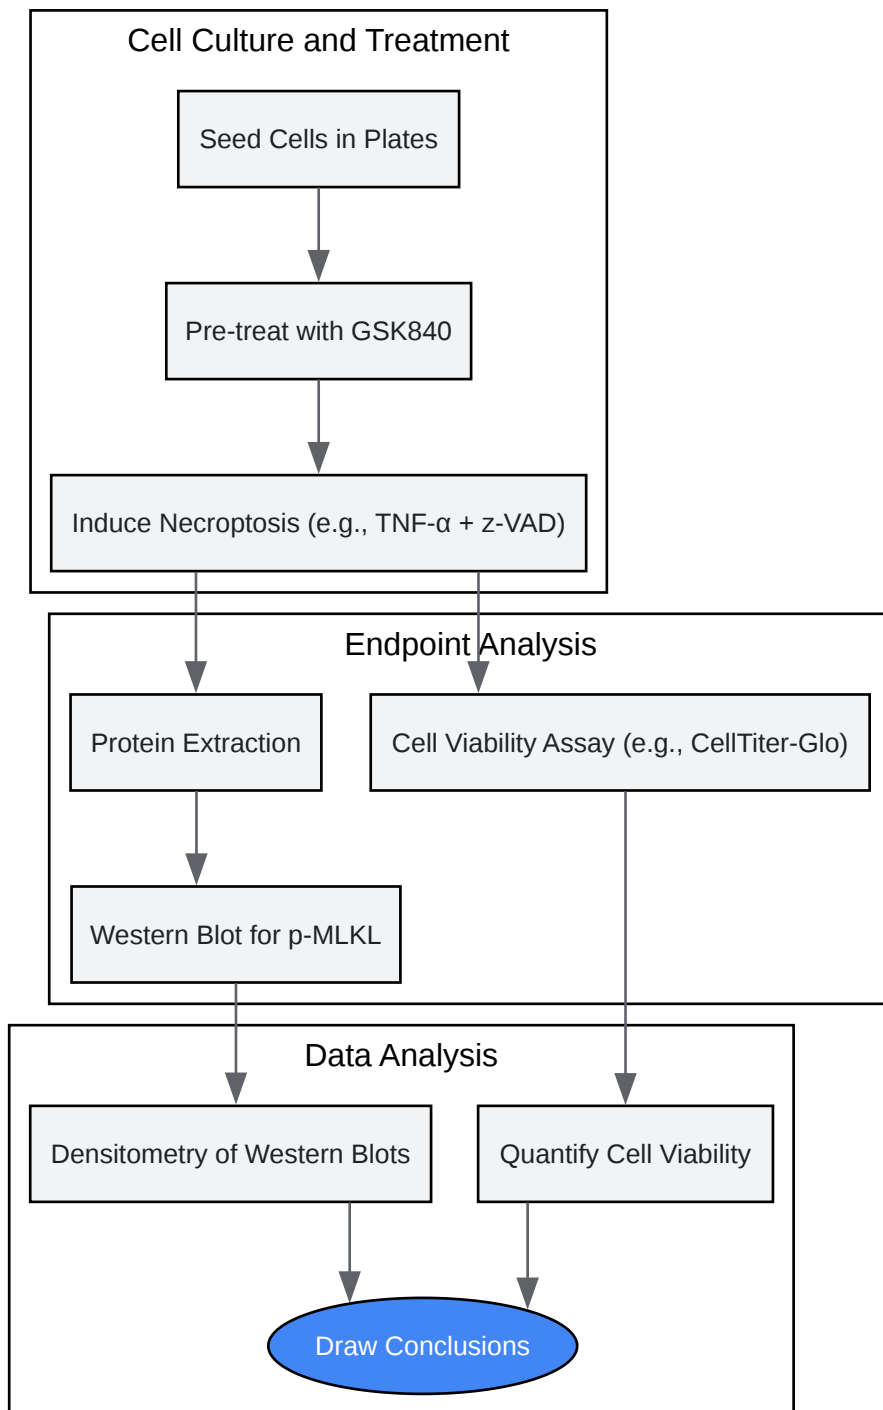 Cell Culture and Treatment
Seed Cells in Plates
Pre-treat with GSK840
Induce Necroptosis (e.g., TNF-α + z-VAD)
Endpoint Analysis
Protein Extraction
Cell Viability Assay (e.g., CellTiter-Glo)
Western Blot for p-MLKL
Data Analysis
Densitometry of Western Blots
Quantify Cell Viability
Draw Conclusions